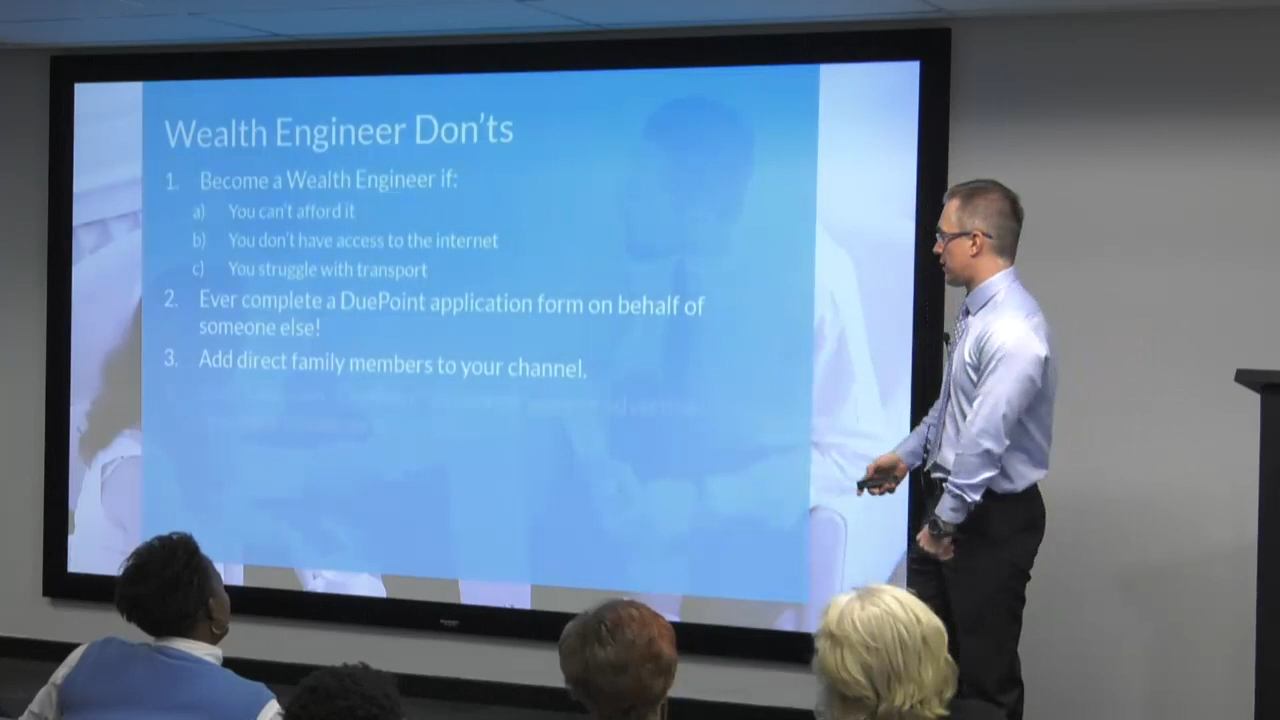 Wealth Engineer Don'ts
1. Become a Wealth Engineer if:
a) You can't afford it
b) You don't have access to the internet
c) You struggle with transport
2. Ever complete a DuePoint application form on behalf of
someone else!
3. Add direct family members to your channel,